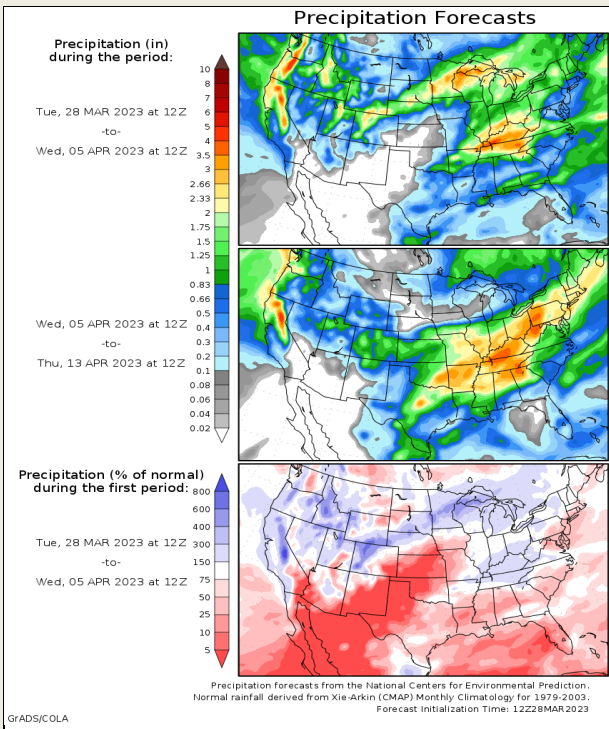 Precipitation Forecasts
Precipitation (in)
during the period:
Tue, 28 MAR 2023 at 12Z
-to-
Wed, 05 APR 2023 at 12Z
10
8
7
6
5
4
3.5
3
2.66
2.33
2
1.75
1.5
1.25
1
0.83
0.66
0.5
0.4
0.3
0.2
0.1
0.08
0.06
0.04
0.02
Wed, 05 APR 2023 at 12Z
-to-
Thu, 13 APR 2023 at 12Z
Precipitation (% of normal)
during the first period:
Tue, 28 MAR 2023 at 12Z
-to-
Wed, 05 APR 2023 at 12Z
800
600
400
300
150
75
50
25
10
5
Precipitation forecasts from the National Centers for Environmental Prediction.
Normal rainfall derived from Xie-Arkin (CMAP) Monthly Climatology for 1979-2003.
Forecast Initialization Time: 12Z28MAR2023
GrADS/COLA